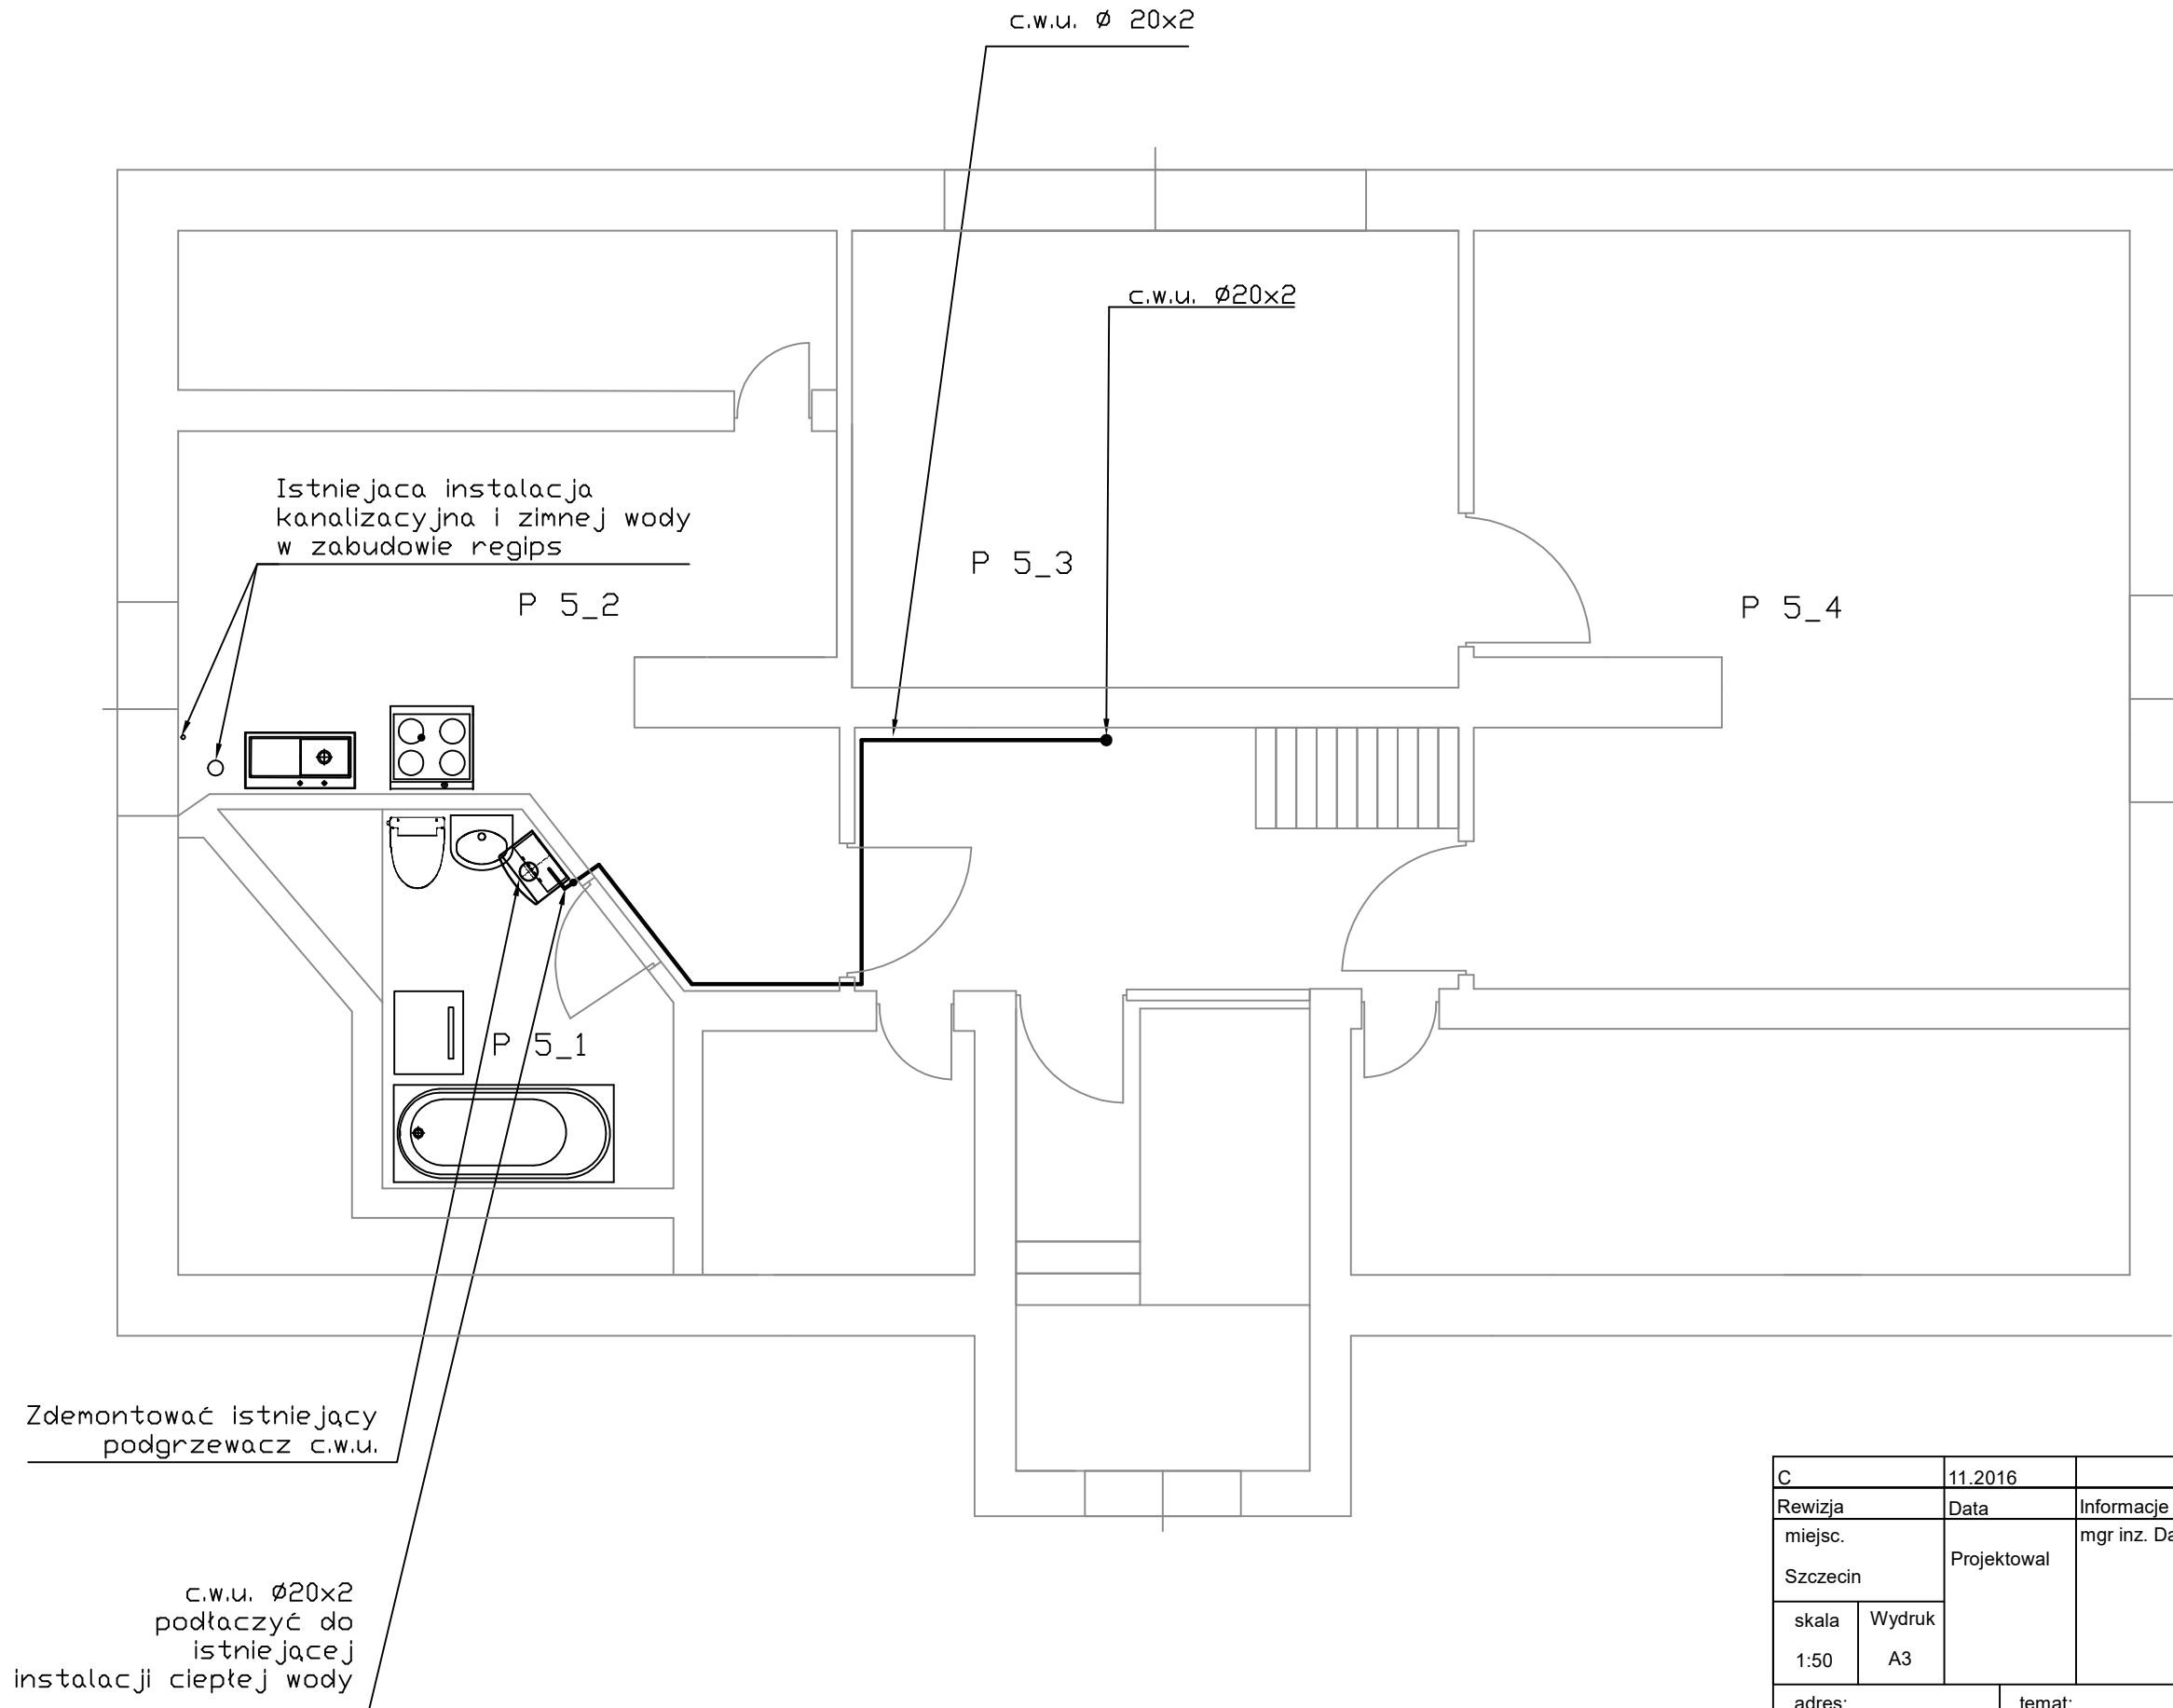 c.w.u. Ø 20x2
c.w.u. Ø20x2
Istniejaca instalacja
kanalizacyjna i zimnej wody
w zabudowie regips
P 5_3
P 5_2
P 5_4
P 5_1
Zdemontować istniejący
podgrzewacz c.w.u.
c.w.u. Ø20x2
podłaczyć do
istniejącej
instalacji ciepłej wody
C 11.2016
Rewizja Data Informacje
miejsc. mgr inz. Da
Szczecin Projektowal
skala Wydruk
1:50 A3
adres: temat: